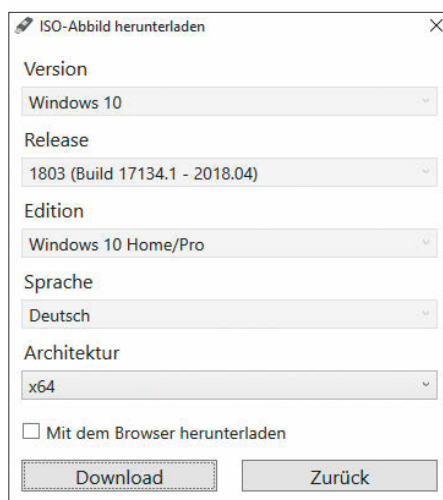 ISO-Abbild herunterladen
Version
Windows 10
Release
1803 (Build 17134.1 - 2018.04)
Edition
Windows 10 Home/Pro
Sprache
Deutsch
Architektur
x64
Mit dem Browser herunterladen
Download Zurück